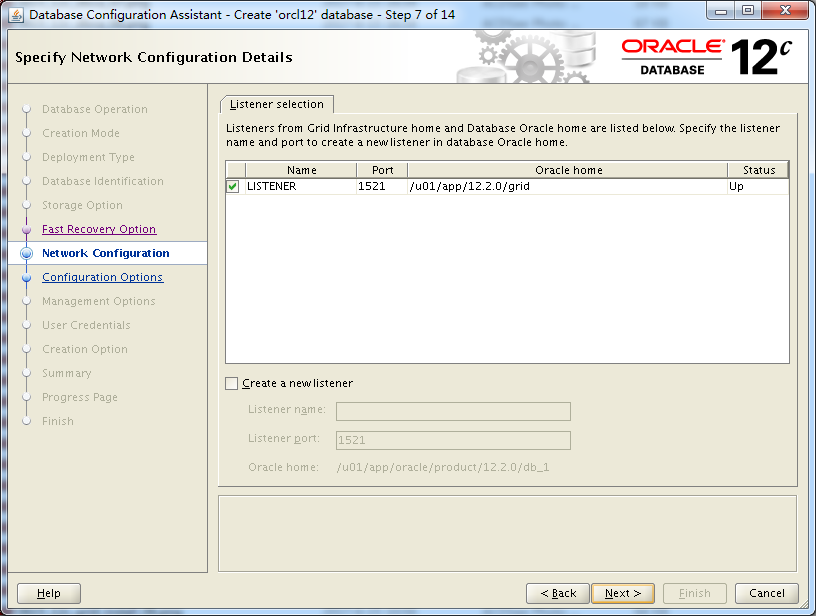 Database Configuration Assistant - Create 'orcl12' database - Step 7 of 14
Specify Network Configuration Details
ORACLE®
DATABASE
12c
Database Operation
Creation Mode
Deployment Type
Database Identification
Storage Option
Fast Recovery Option
Network Configuration
Configuration Options
Management Options
User Credentials
Creation Option
Summary
Progress Page
Finish
Listener selection
Listeners from Grid Infrastructure home and Database Oracle home are listed below. Specify the listener
name and port to create a new listener in database Oracle home.
Name Port Oracle home Status
LISTENER 1521 /u01/app/12.2.0/grid Up
Create a new listener
Listener name:
Listener port: 1521
Oracle home: /u01/app/oracle/product/12.2.0/db_1
Help < Back Next > Finish Cancel